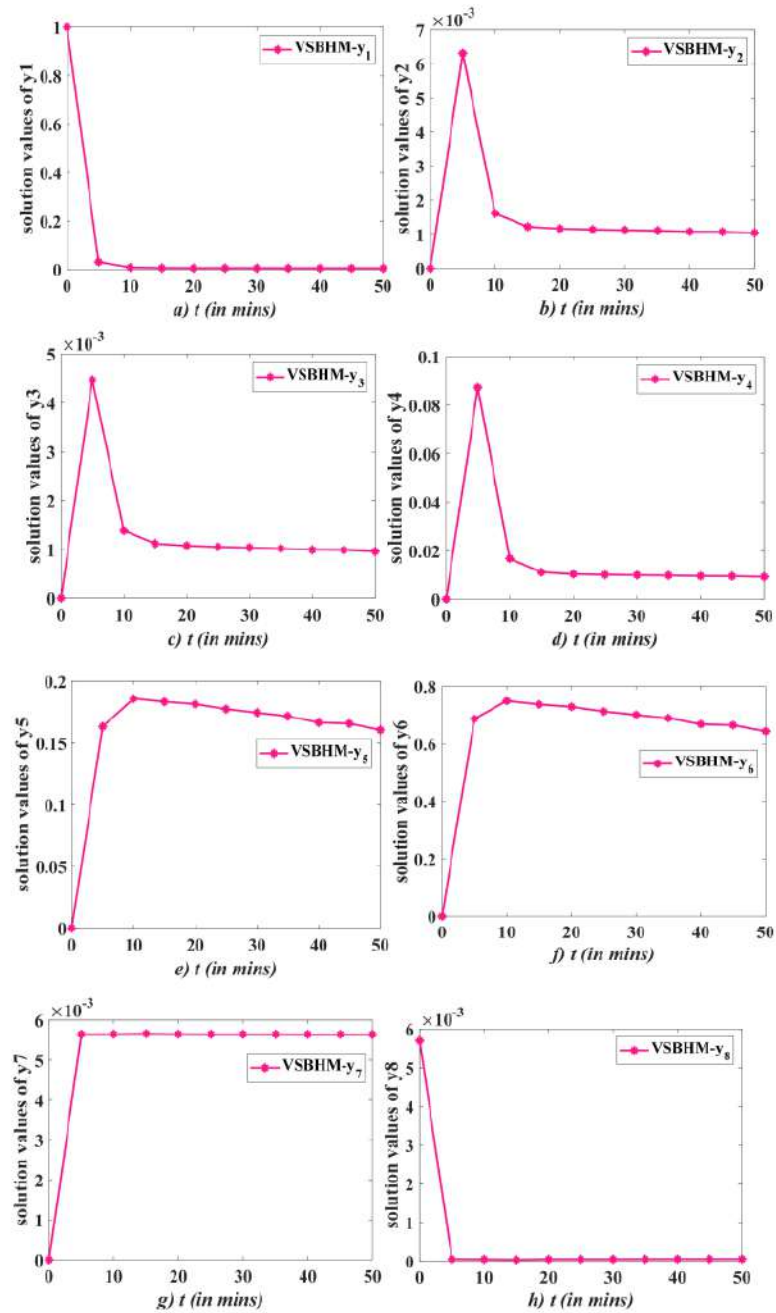 1
0.8
0.6
0.4
0.2
0
solution values of y1
VSBHM-y1
0 10 20 30 40 50
a) t (in mins)
×10-3
7
6
5
4
3
2
1
0
solution values of y2
VSBHM-y2
0 10 20 30 40 50
b) t (in mins)
×10-3
5
4
3
2
1
0
solution values of y3
VSBHM-y3
0 10 20 30 40 50
c) t (in mins)
0.1
0.08
0.06
0.04
0.02
0
solution values of y4
VSBHM-y4
0 10 20 30 40 50
d) t (in mins)
0.2
0.15
0.1
0.05
0
solution values of y5
VSBHM-y5
0 10 20 30 40 50
e) t (in mins)
0.8
0.6
0.4
0.2
0
solution values of y6
VSBHM-y6
0 10 20 30 40 50
f) t (in mins)
×10-3
6
5
4
3
2
1
0
solution values of y7
VSBHM-y7
0 10 20 30 40 50
g) t (in mins)
×10-3
6
5
4
3
2
1
0
solution values of y8
VSBHM-y8
0 10 20 30 40 50
h) t (in mins)